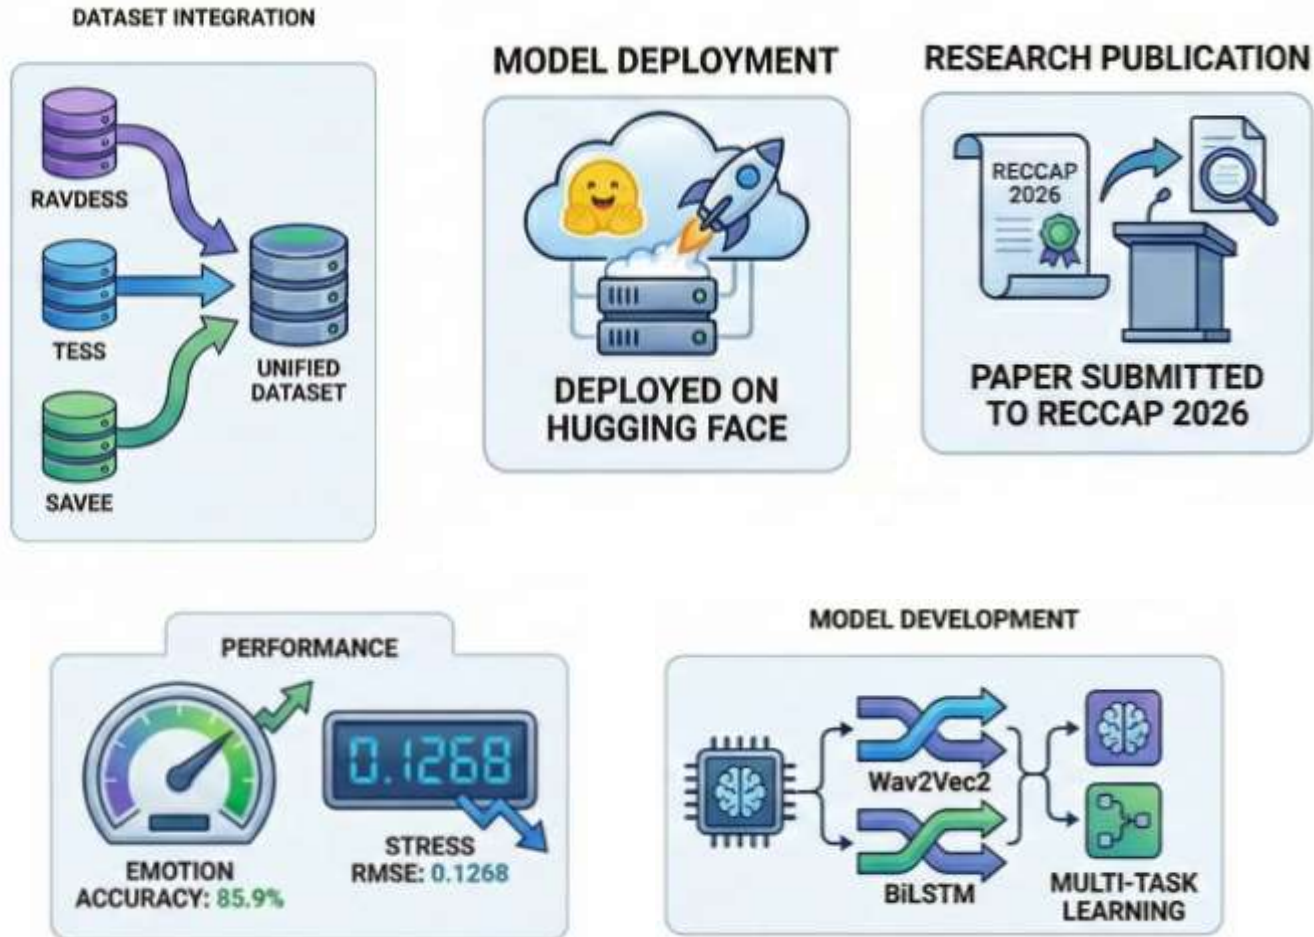 DATASET INTEGRATION
RAVDESS
TESS
SAVEE
UNIFIED
DATASET
MODEL DEPLOYMENT
DEPLOYED ON
HUGGING FACE
RESEARCH PUBLICATION
RECCAP
2026
PAPER SUBMITTED
TO RECCAP 2026
PERFORMANCE
EMOTION
ACCURACY: 85.9%
0.1268
STRESS
RMSE: 0.1268
MODEL DEVELOPMENT
Wav2Vec2
BiLSTM
MULTI-TASK
LEARNING